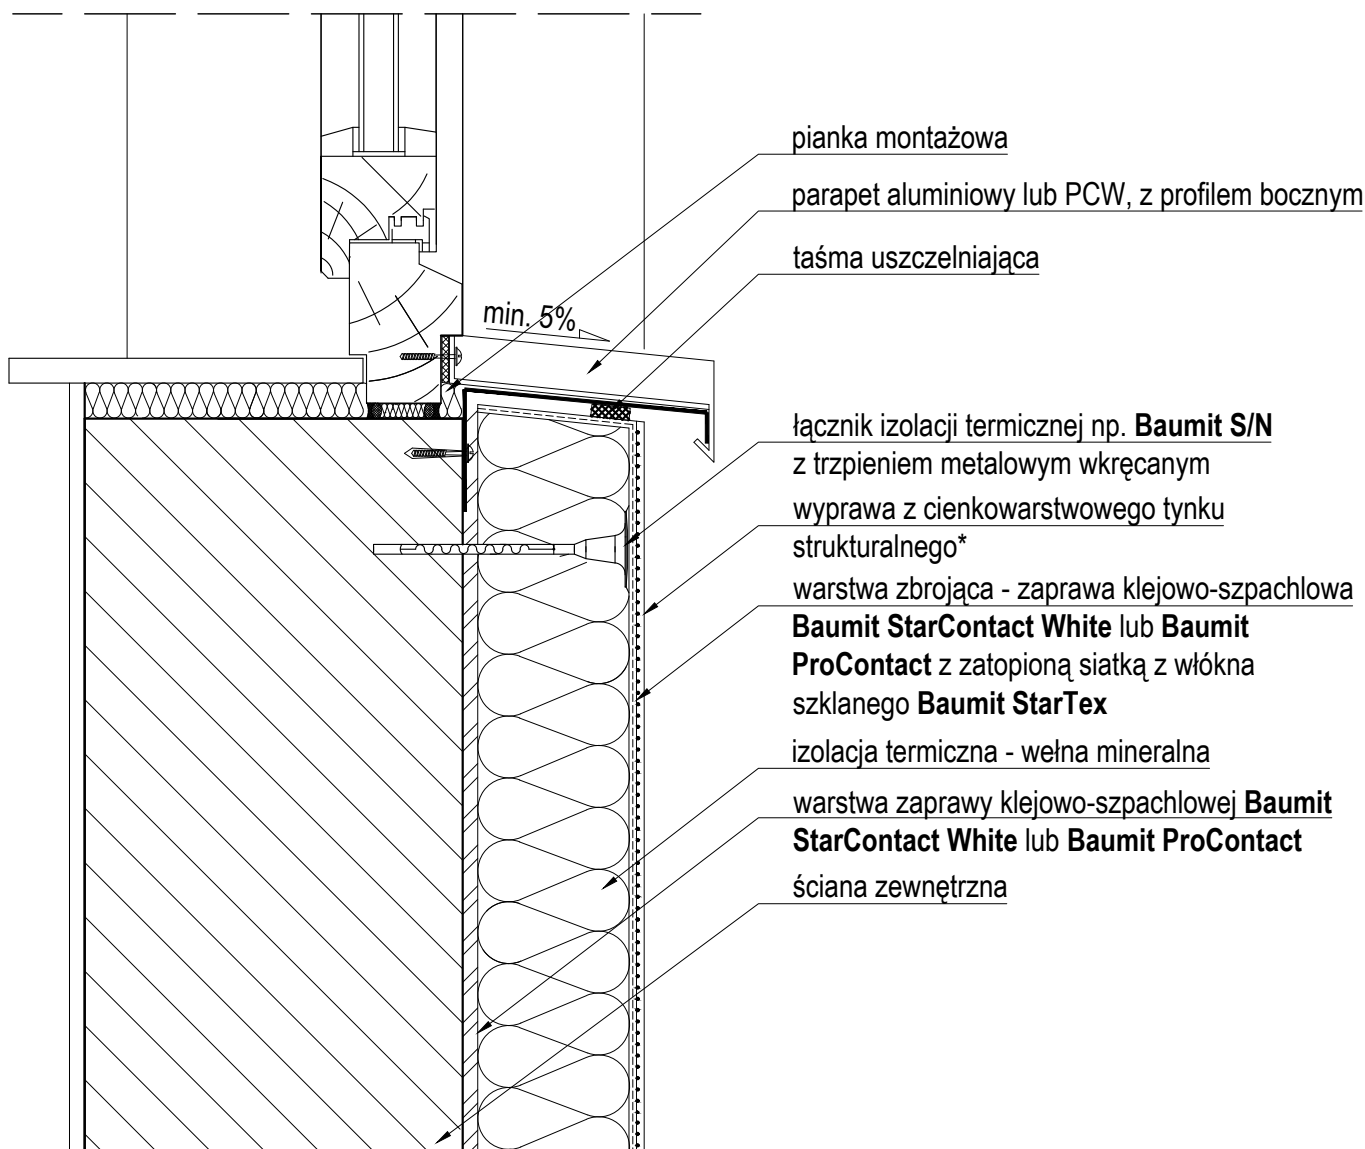 pianka montażowa
parapet aluminiowy lub PCW, z profilem bocznym
taśma uszczelniająca
min. 5%
łącznik izolacji termicznej np. Baumit S/N
z trzpieniem metalowym wkręcanym
wyprawa z cienkowarstwowego tynku
strukturalnego*
warstwa zbrojąca - zaprawa klejowo-szpachlowa
Baumit StarContact White lub Baumit
ProContact z zatopioną siatką z włókna
szklanego Baumit StarTex
izolacja termiczna - wełna mineralna
warstwa zaprawy klejowo-szpachlowej Baumit
StarContact White lub Baumit ProContact
ściana zewnętrzna